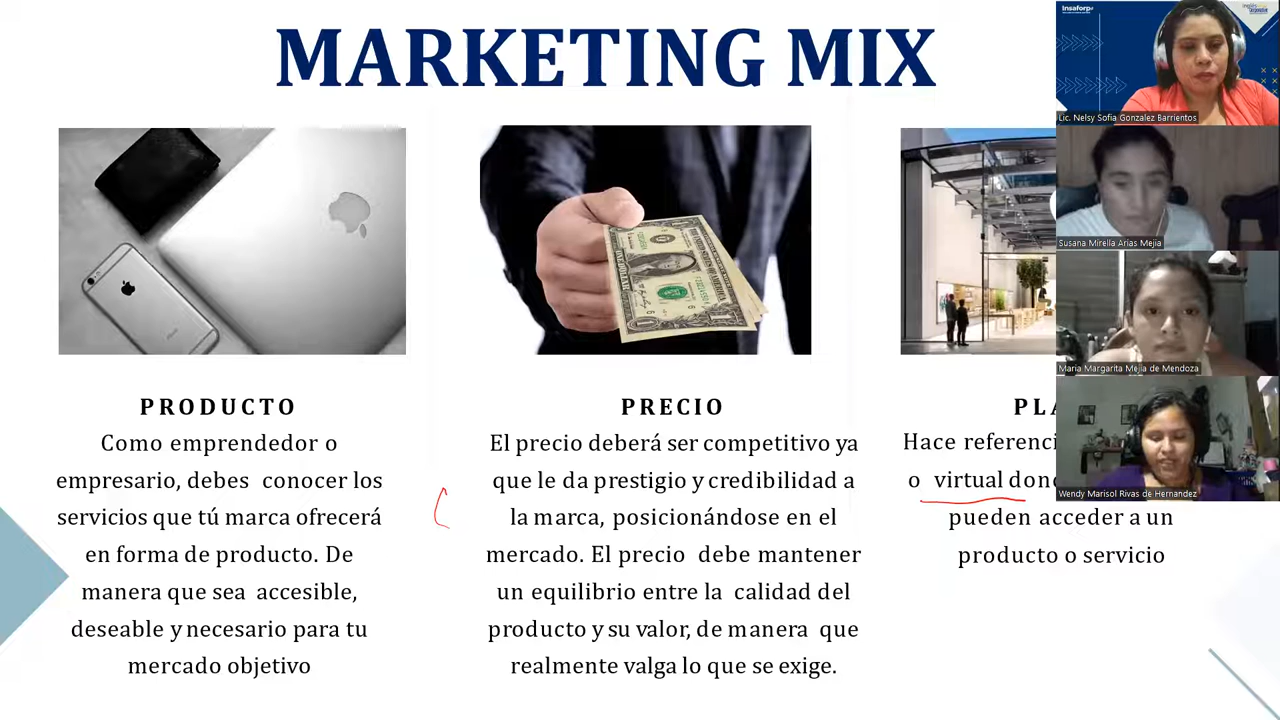 MARKETING MIX
PRODUCTO
Como emprendedor o
empresario, debes conocer los
servicios que tú marca ofrecerá
en forma de producto. De
manera que sea accesible,
deseable y necesario para tu
mercado objetivo
PRECIO
El precio deberá ser competitivo ya
que le da prestigio y credibilidad a
la marca, posicionándose en el
mercado. El precio debe mantener
un equilibrio entre la calidad del
producto y su valor, de manera que
realmente valga lo que se exige.
PLA
Hace referenci
o virtual don
pueden acceder a un
producto o servicio
Insaforp
Lic. Nelsy Sofia Gonzalez Barrientos
Susana Mirella Arias Mejia
Maria Margarita Mejia de Mendoza
Wendy Marisol Rivas de Hernandez